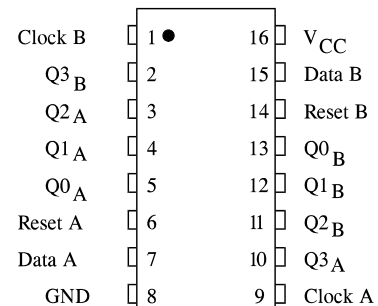 Clock B 1 16 VCC
Q3B 2 15 Data B
Q2A 3 14 Reset B
Q1A 4 13 Q0B
Q0A 5 12 Q1B
Reset A 6 11 Q2B
Data A 7 10 Q3A
GND 8 9 Clock A